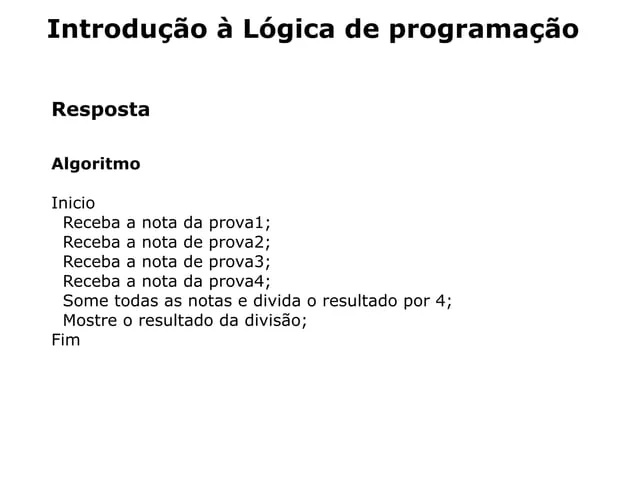 Introdução à Lógica de programação
Resposta
Algoritmo
Inicio
Receba a nota da prova1;
Receba a nota de prova2;
Receba a nota de prova3;
Receba a nota da prova4;
Some todas as notas e divida o resultado por 4;
Mostre o resultado da divisão;
Fim